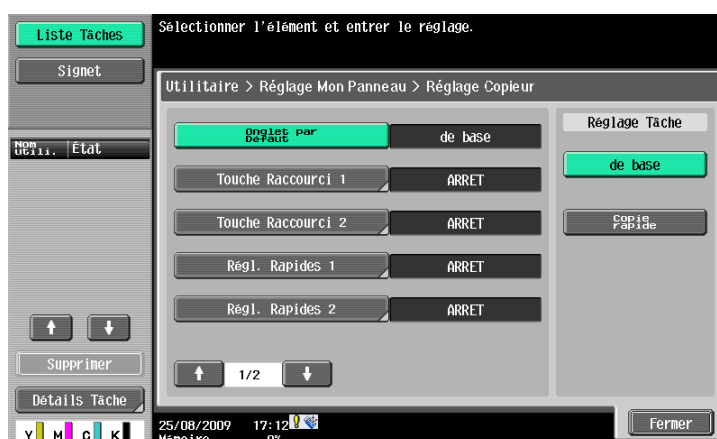 Liste Tâches
Signet
Nom Utili. État
Supprimer
Détails Tâche
Y M C K
Sélectionner l'élément et entrer le réglage.
Utilitaire > Réglage Mon Panneau > Réglage Copieur
Onglet par Défaut de base
Touche Raccourci 1 ARRET
Touche Raccourci 2 ARRET
Régl. Rapides 1 ARRET
Régl. Rapides 2 ARRET
1/2
Réglage Tâche
de base
Copie rapide
25/08/2009 17:12
Mémoire 0%
Fermer